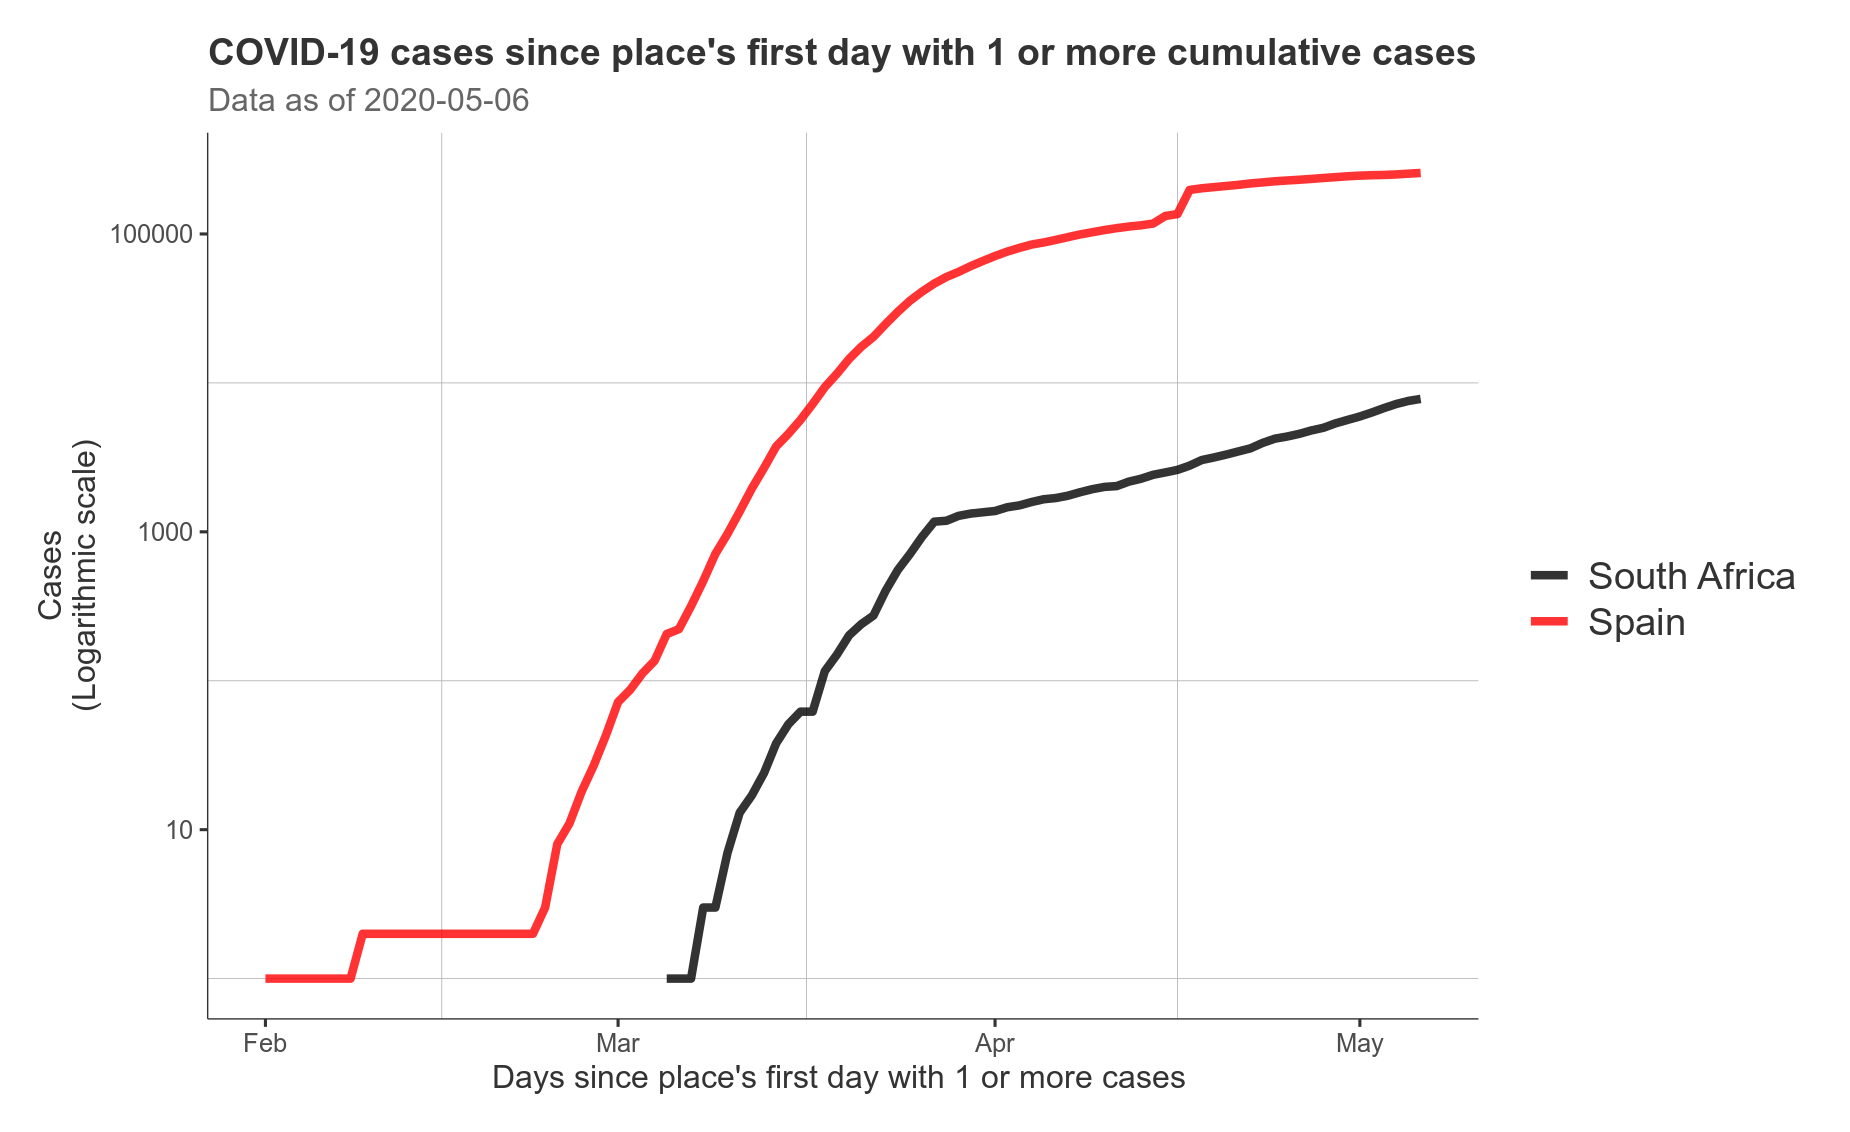 COVID-19 cases since place's first day with 1 or more cumulative cases
Data as of 2020-05-06
100000
1000
10
Cases
(Logarithmic scale)
South Africa
Spain
Feb
Mar
Apr
May
Days since place's first day with 1 or more cases